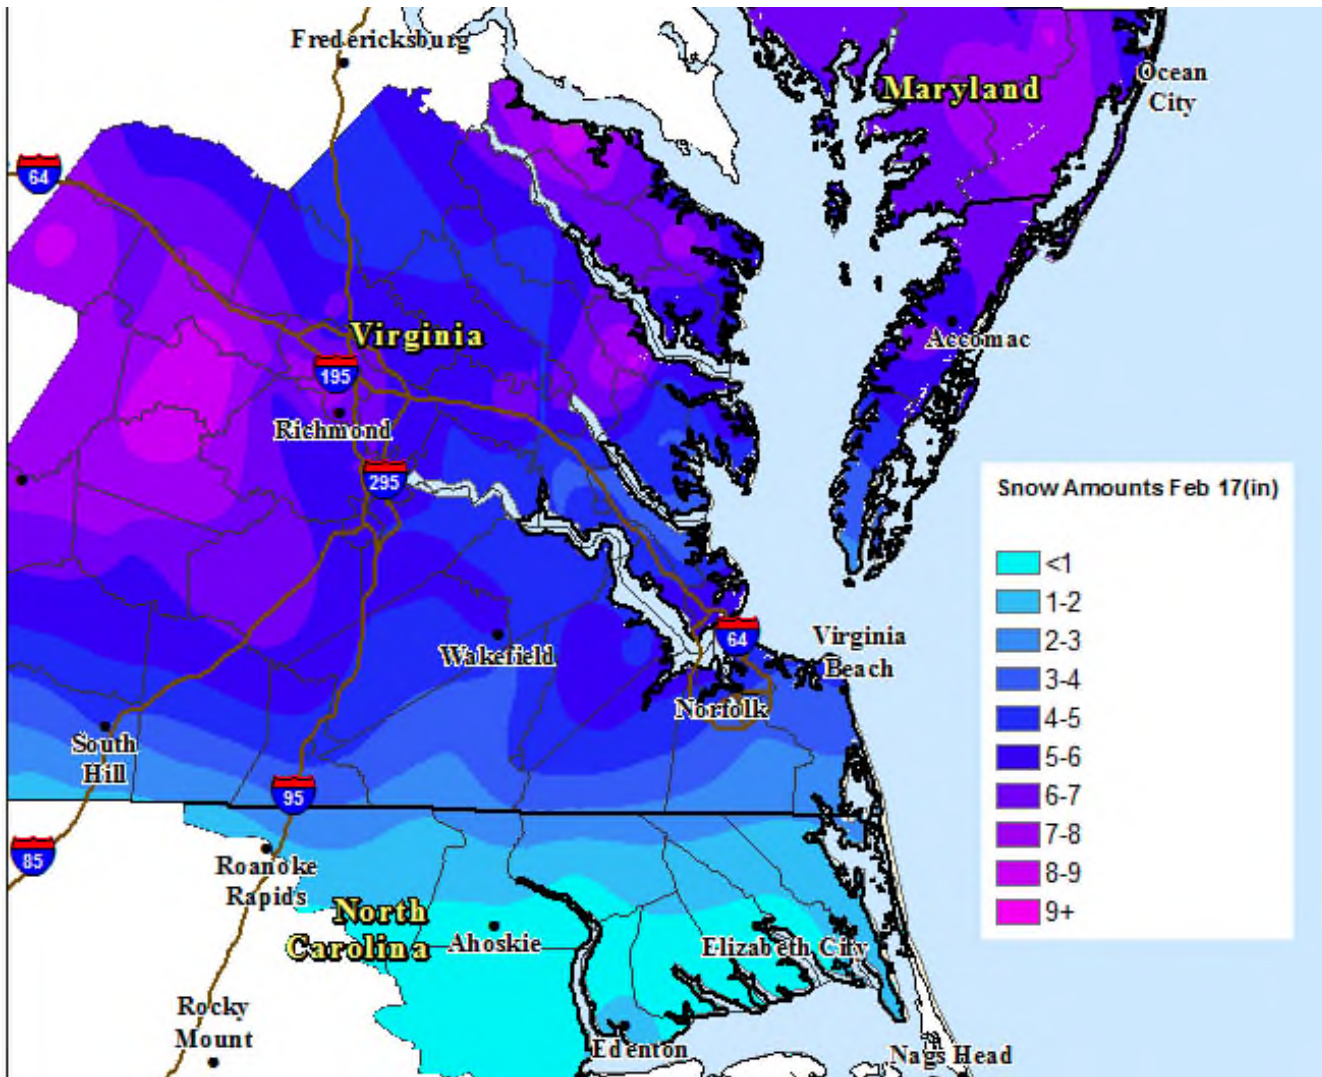 Fredericksburg
Maryland
Ocean
City
64
Virginia
195
Richmond
Accomac
295
Snow Amounts Feb 17(in)
<1
1-2
2-3
3-4
4-5
5-6
6-7
7-8
8-9
9+
64
Virginia
Beach
Wakefield
Norfolk
South
Hill
95
85
Roanoke
Rapids
North
Carolina
Ahoskie
Elizabeth City
Rocky
Mount
Edenton
Nags Head